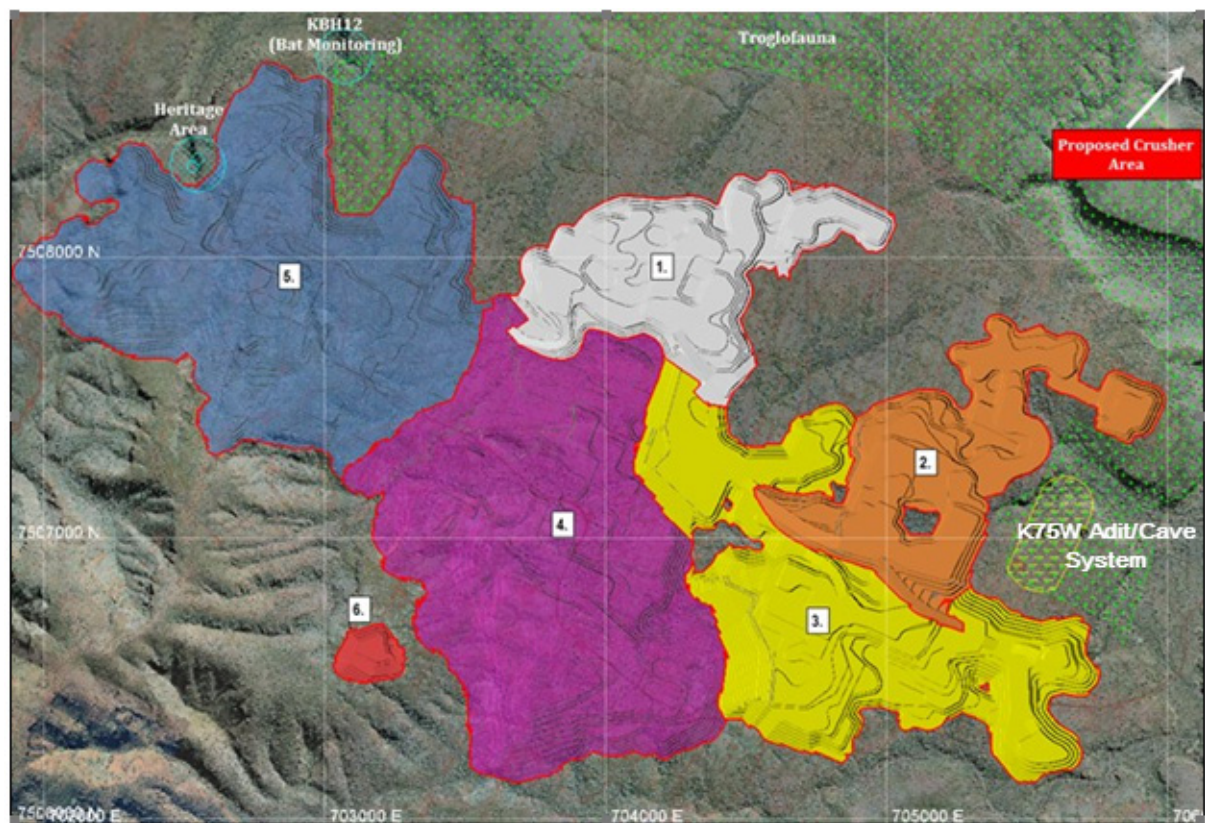 KBH12
(Bat Monitoring)
Troglofauna
Heritage
Area
Proposed Crusher
Area
7508000 N
1.
5.
2.
K75W Adit/Cave
System
7507000 N
4.
6.
3.
703000 E
704000 E
705000 E